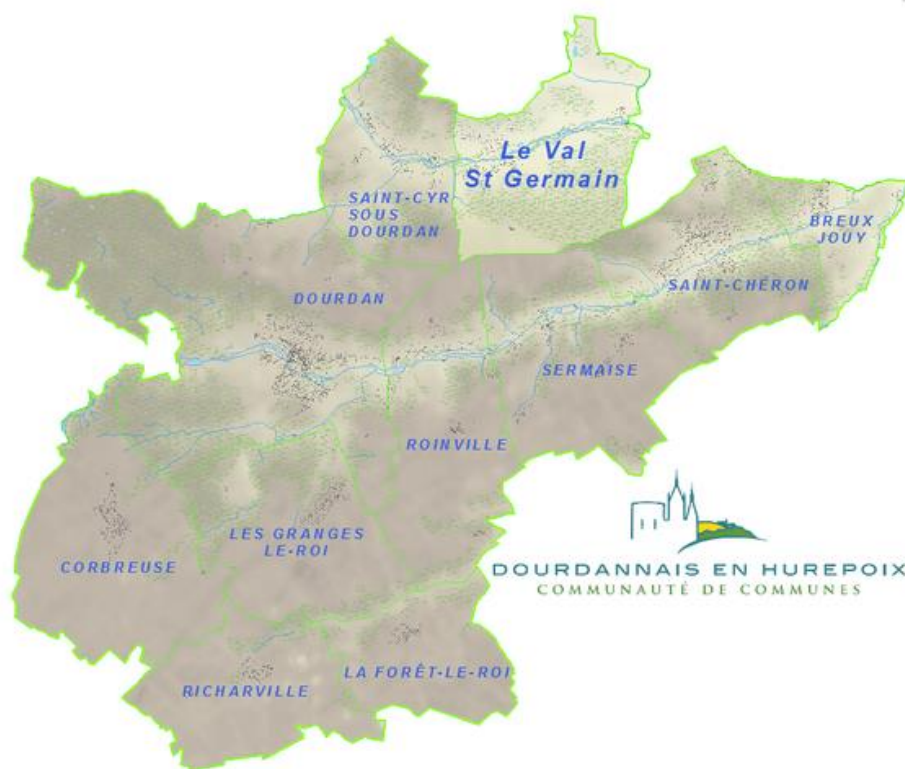 Le Val
St Germain
SAINT-CYR
SOUS
DOURDAN
BREUX
JOUY
DOURDAN
SAINT-CHÉRON
SERMAISE
ROINVILLE
LES GRANGES
LE-ROI
CORBREUSE
DOURDANNAIS EN HUREPOIX
COMMUNAUTÉ DE COMMUNES
LA FORÊT-LE-ROI
RICHARVILLE